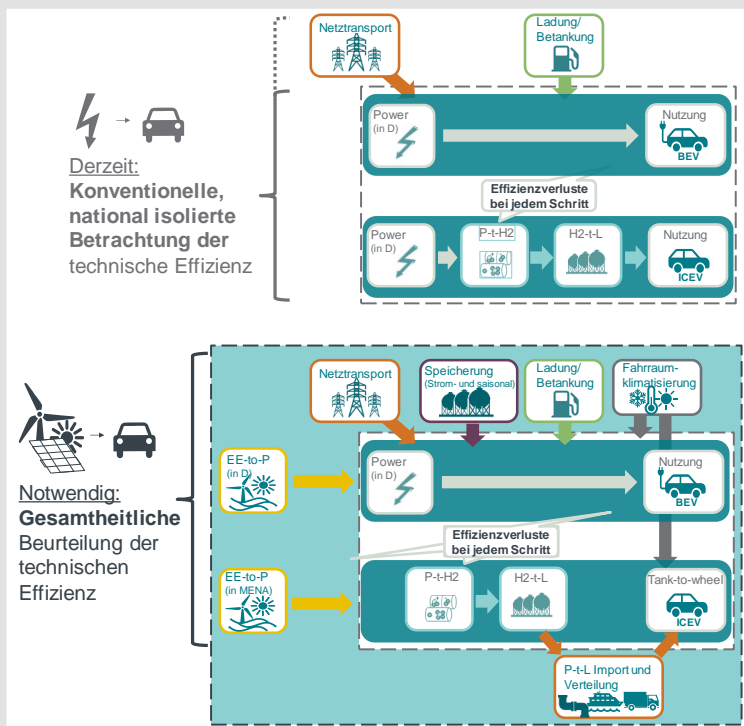 Netztransport
Ladung/
Betankung
Power
(in D)
Nutzung
BEV
Derzeit:
Konventionelle,
national isolierte
Betrachtung der
technische Effizienz
Effizienzverluste
bei jedem Schritt
Power
(in D)
P-t-H2
H2-t-L
Nutzung
ICEV
Netztransport
Speicherung
(Strom- und saisonal)
Ladung/
Betankung
Fahrraum-
klimatisierung
EE-to-P
(in D)
Power
(in D)
Nutzung
BEV
Notwendig:
Gesamtheitliche
Beurteilung der
technischen
Effizienz
Effizienzverluste
bei jedem Schritt
EE-to-P
(in MENA)
P-t-H2
H2-t-L
Tank-to-wheel
ICEV
P-t-L Import und
Verteilung